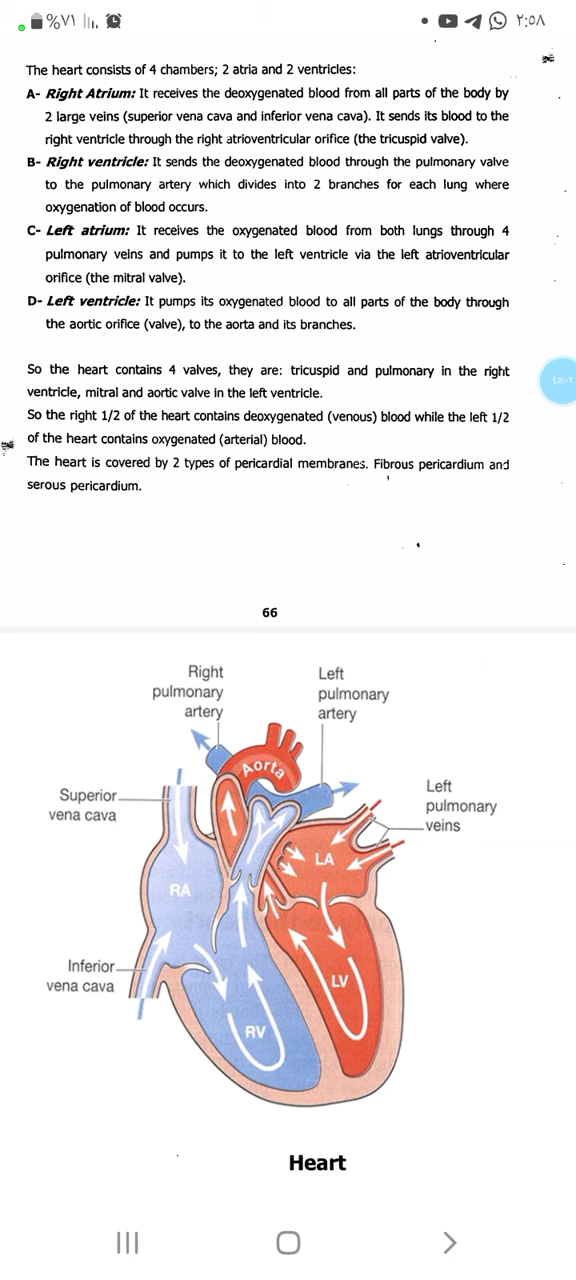 %٧١
٢:٥٨
The heart consists of 4 chambers; 2 atria and 2 ventricles:
A- Right Atrium: It receives the deoxygenated blood from all parts of the body by
2 large veins (superior vena cava and inferior vena cava). It sends its blood to the
right ventricle through the right atrioventricular orifice (the tricuspid valve).
B- Right ventricle: It sends the deoxygenated blood through the pulmonary valve
to the pulmonary artery which divides into 2 branches for each lung where
oxygenation of blood occurs.
C- Left atrium: It receives the oxygenated blood from both lungs through 4
pulmonary veins and pumps it to the left ventricle via the left atrioventricular
orifice (the mitral valve).
D- Left ventricle: It pumps its oxygenated blood to all parts of the body through
the aortic orifice (valve), to the aorta and its branches.
So the heart contains 4 valves, they are: tricuspid and pulmonary in the right
ventricle, mitral and aortic valve in the left ventricle.
٤٥:٠٢
So the right 1/2 of the heart contains deoxygenated (venous) blood while the left 1/2
of the heart contains oxygenated (arterial) blood.
The heart is covered by 2 types of pericardial membranes. Fibrous pericardium and
serous pericardium.
66
Right
pulmonary
artery
Left
pulmonary
artery
Aorta
Superior
vena cava
Left
pulmonary
veins
LA
RA
Inferior
vena cava
LV
RV
Heart